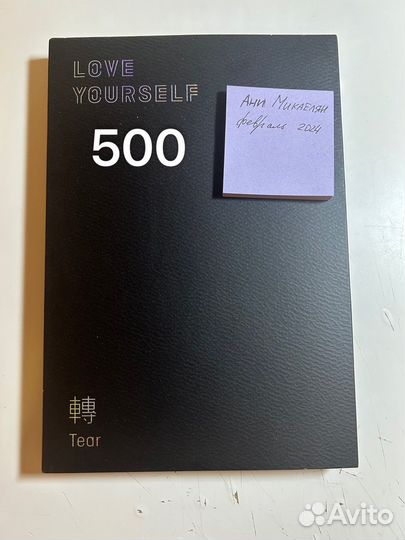 LOVE
YOURSELF
500
АНИ МИКАЕЛЯН
февраль 2024
轉
Tear
Avito